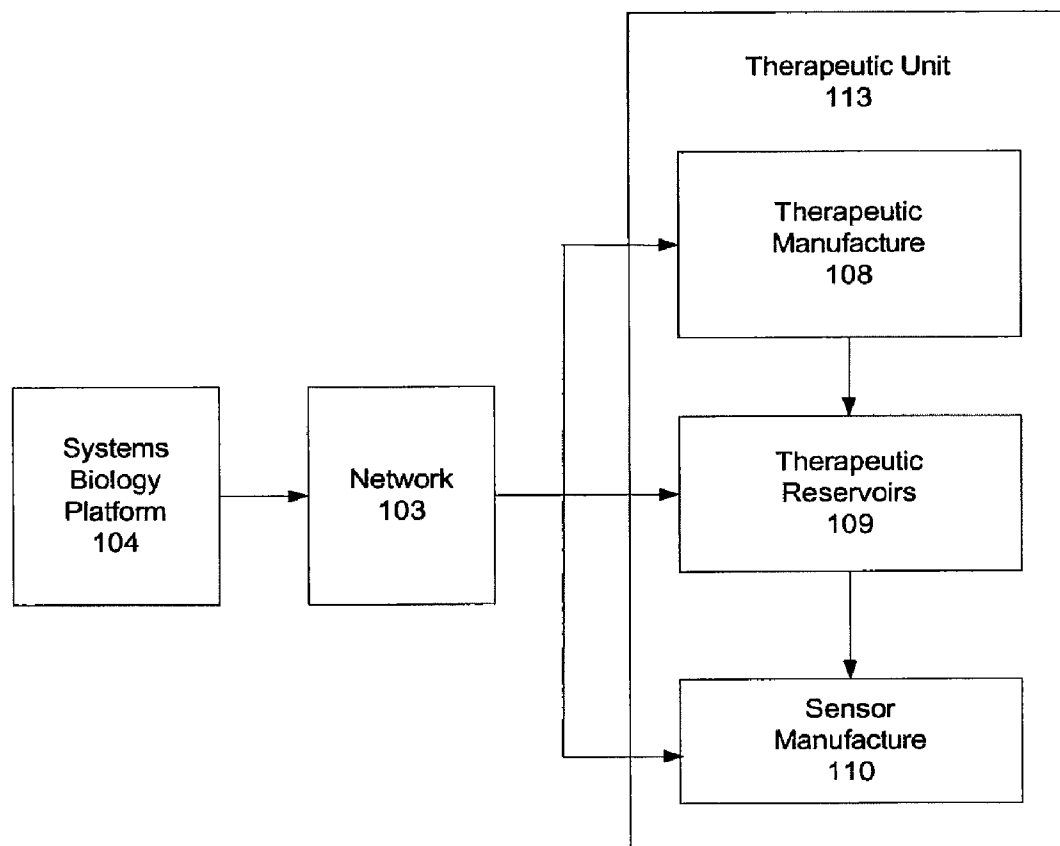 Therapeutic Unit
113
Therapeutic
Manufacture
108
Systems
Biology
Platform
104
Network
103
Therapeutic
Reservoirs
109
Sensor
Manufacture
110